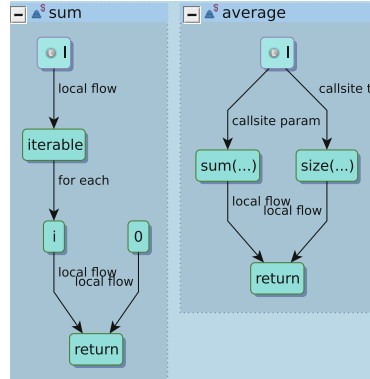 sum
t l
local flow
iterable
for each
i
0
local flow
local flow
return
average
t l
callsite param
callsite t
sum(...)
size(...)
local flow
local flow
return